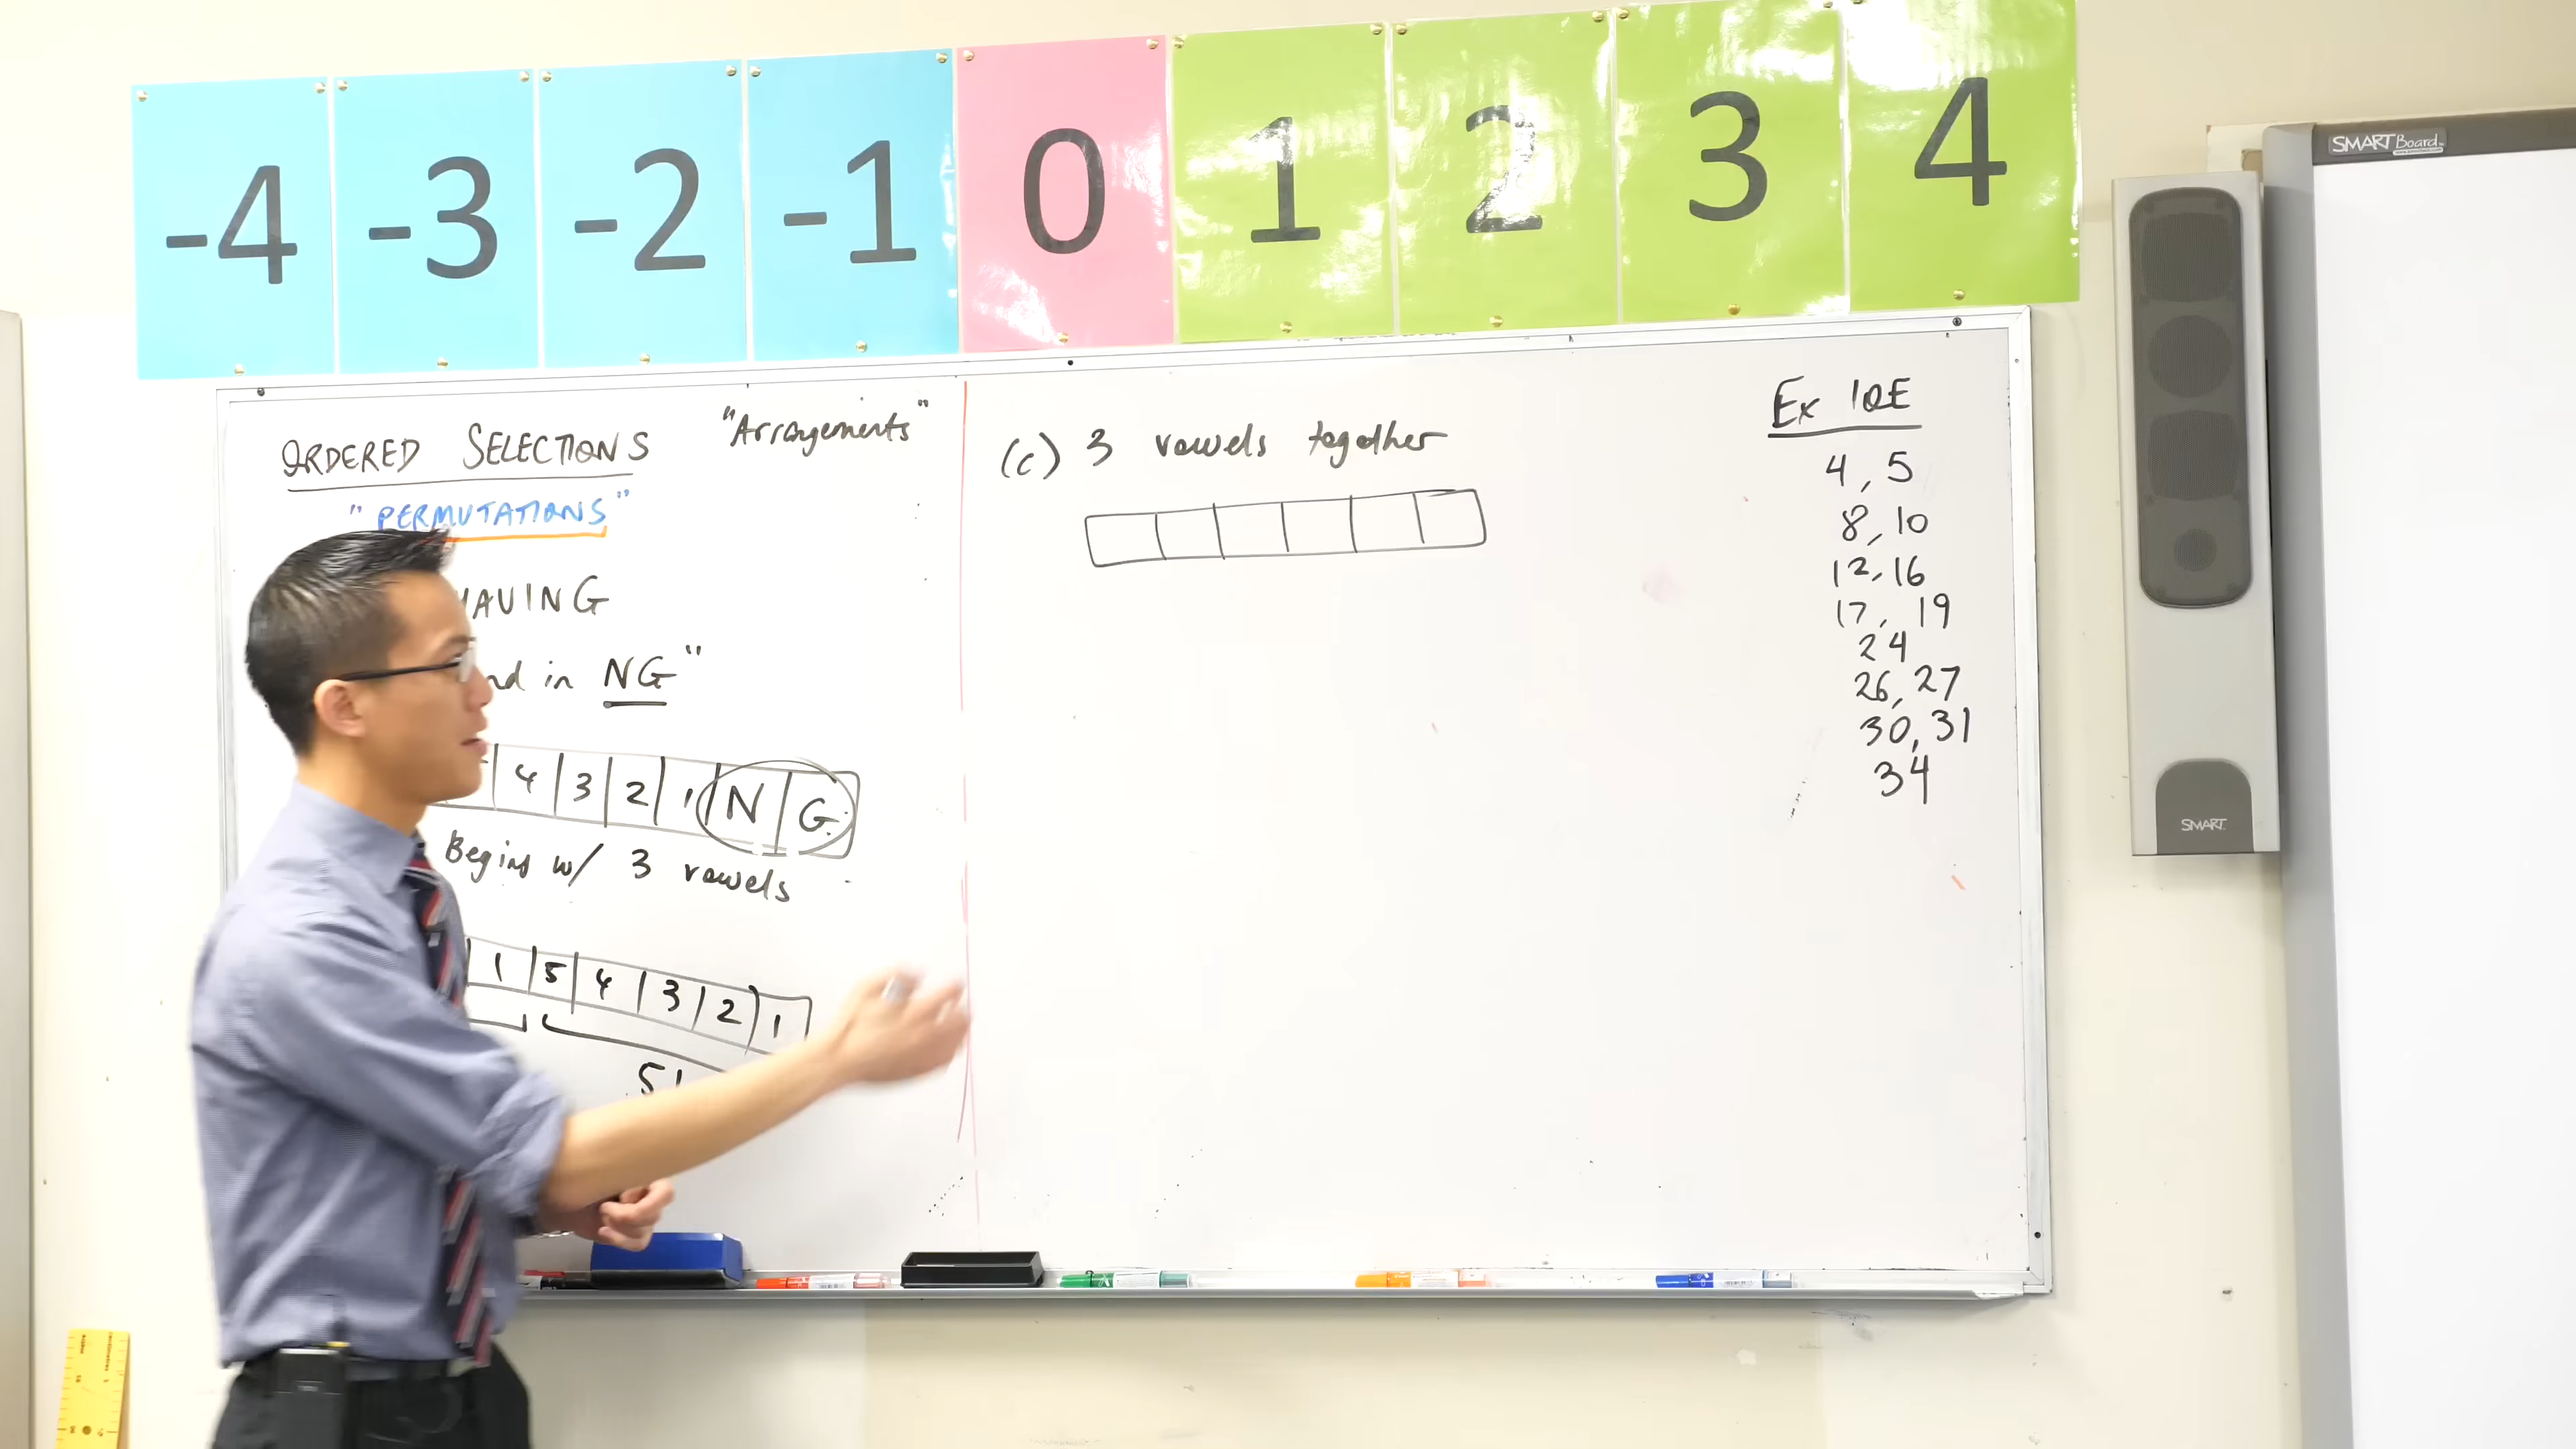 -4 -3 -2 -1 0 1 2 3 4
SMART Board
ORDERED SELECTIONS "Arrangements"
"PERMUTATIONS"
HAVING
in NG"
4 3 2 1 N G
Begins w/ 3 vowels
1 5 4 3 2 1
5!
(c) 3 vowels together
Ex 10E
4, 5
8, 10
12, 16
17, 19
24
26, 27
30, 31
34
SMART